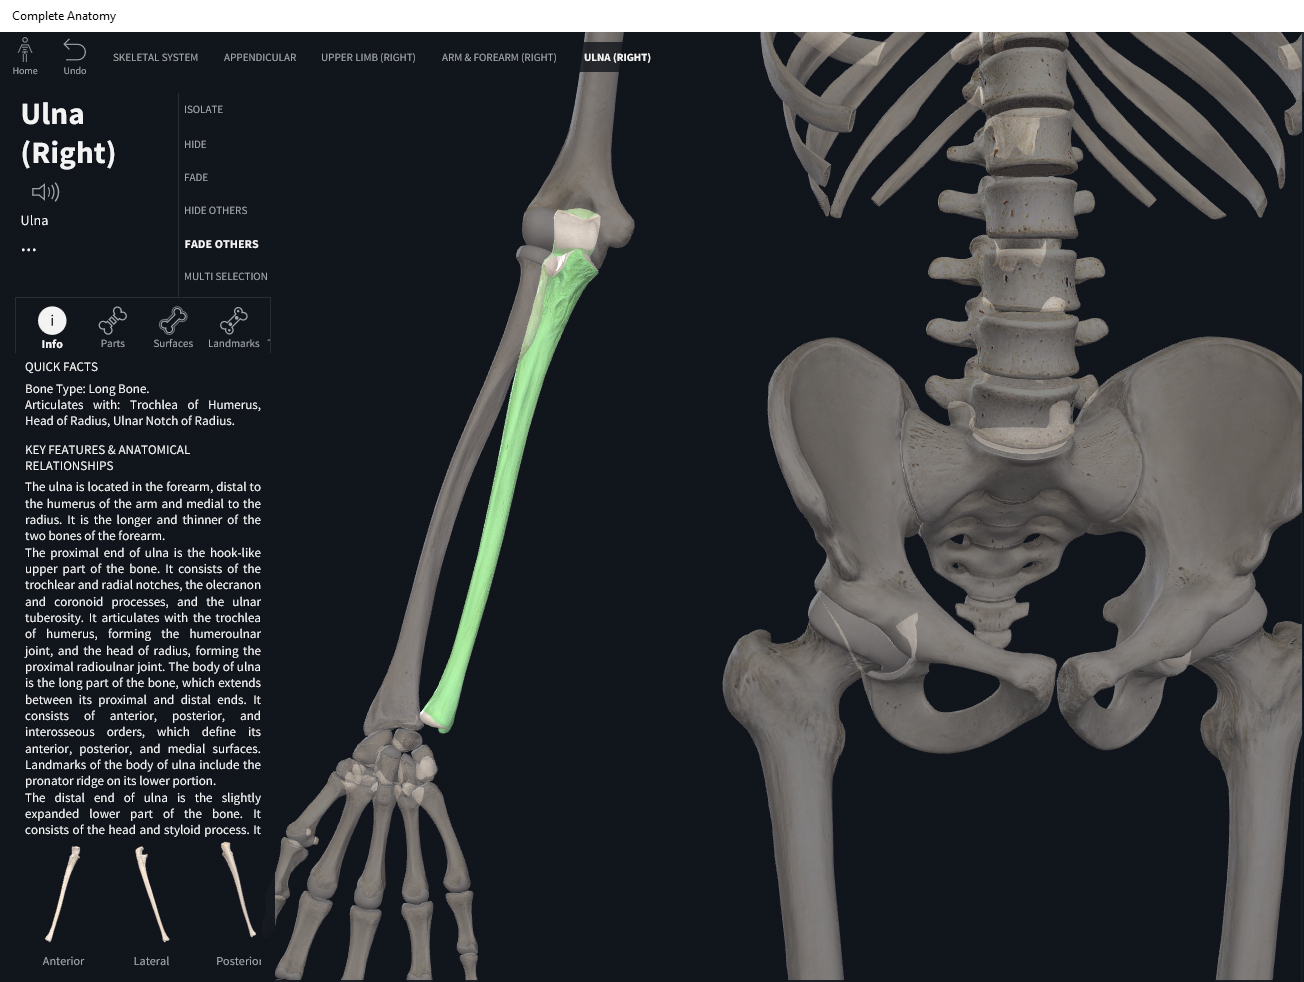 Complete Anatomy
Home
Undo
SKELETAL SYSTEM
APPENDICULAR
UPPER LIMB (RIGHT)
ARM & FOREARM (RIGHT)
ULNA (RIGHT)
Ulna
(Right)
Ulna
...
ISOLATE
HIDE
FADE
HIDE OTHERS
FADE OTHERS
MULTI SELECTION
i
Info
Parts
Surfaces
Landmarks
QUICK FACTS
Bone Type: Long Bone.
Articulates with: Trochlea of Humerus,
Head of Radius, Ulnar Notch of Radius.
KEY FEATURES & ANATOMICAL
RELATIONSHIPS
The ulna is located in the forearm, distal to
the humerus of the arm and medial to the
radius. It is the longer and thinner of the
two bones of the forearm.
The proximal end of ulna is the hook-like
upper part of the bone. It consists of the
trochlear and radial notches, the olecranon
and coronoid processes, and the ulnar
tuberosity. It articulates with the trochlea
of humerus, forming the humeroulnar
joint, and the head of radius, forming the
proximal radioulnar joint. The body of ulna
is the long part of the bone, which extends
between its proximal and distal ends. It
consists of anterior, posterior, and
interosseous orders, which define its
anterior, posterior, and medial surfaces.
Landmarks of the body of ulna include the
pronator ridge on its lower portion.
The distal end of ulna is the slightly
expanded lower part of the bone. It
consists of the head and styloid process. It
Anterior
Lateral
Posterior